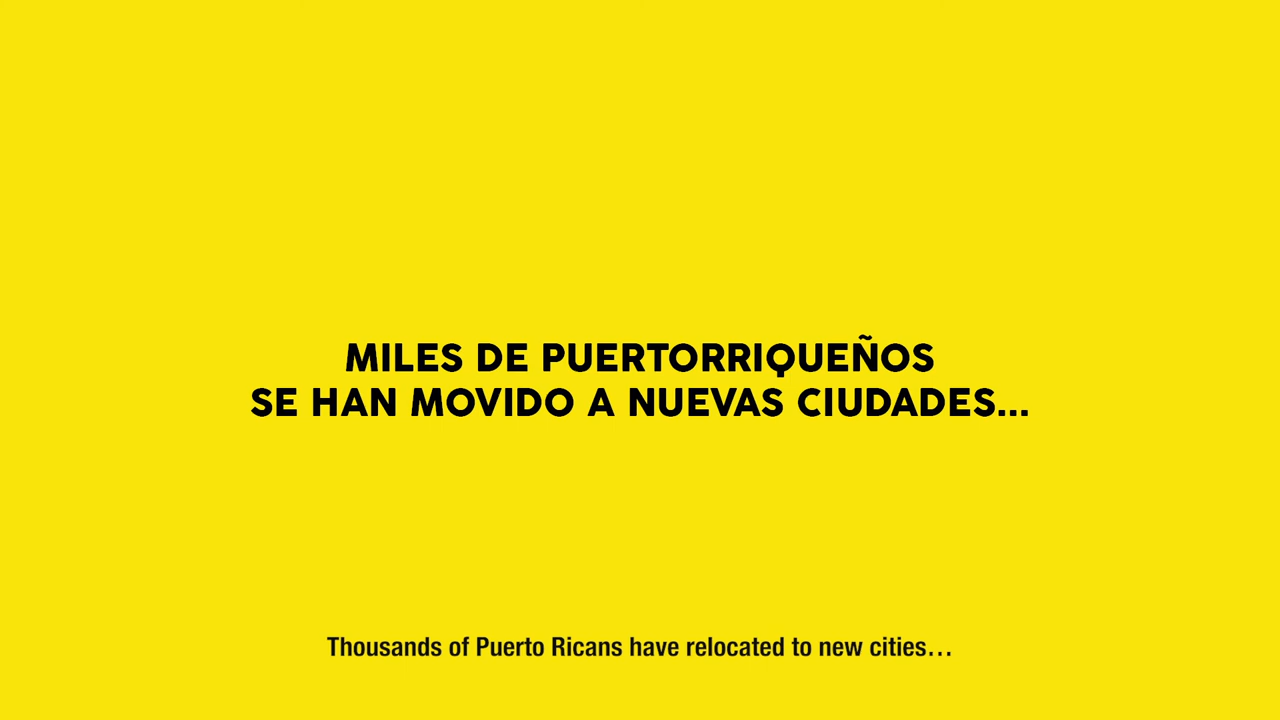 MILES DE PUERTORRIQUEÑOS
SE HAN MOVIDO A NUEVAS CIUDADES...
Thousands of Puerto Ricans have relocated to new cities…